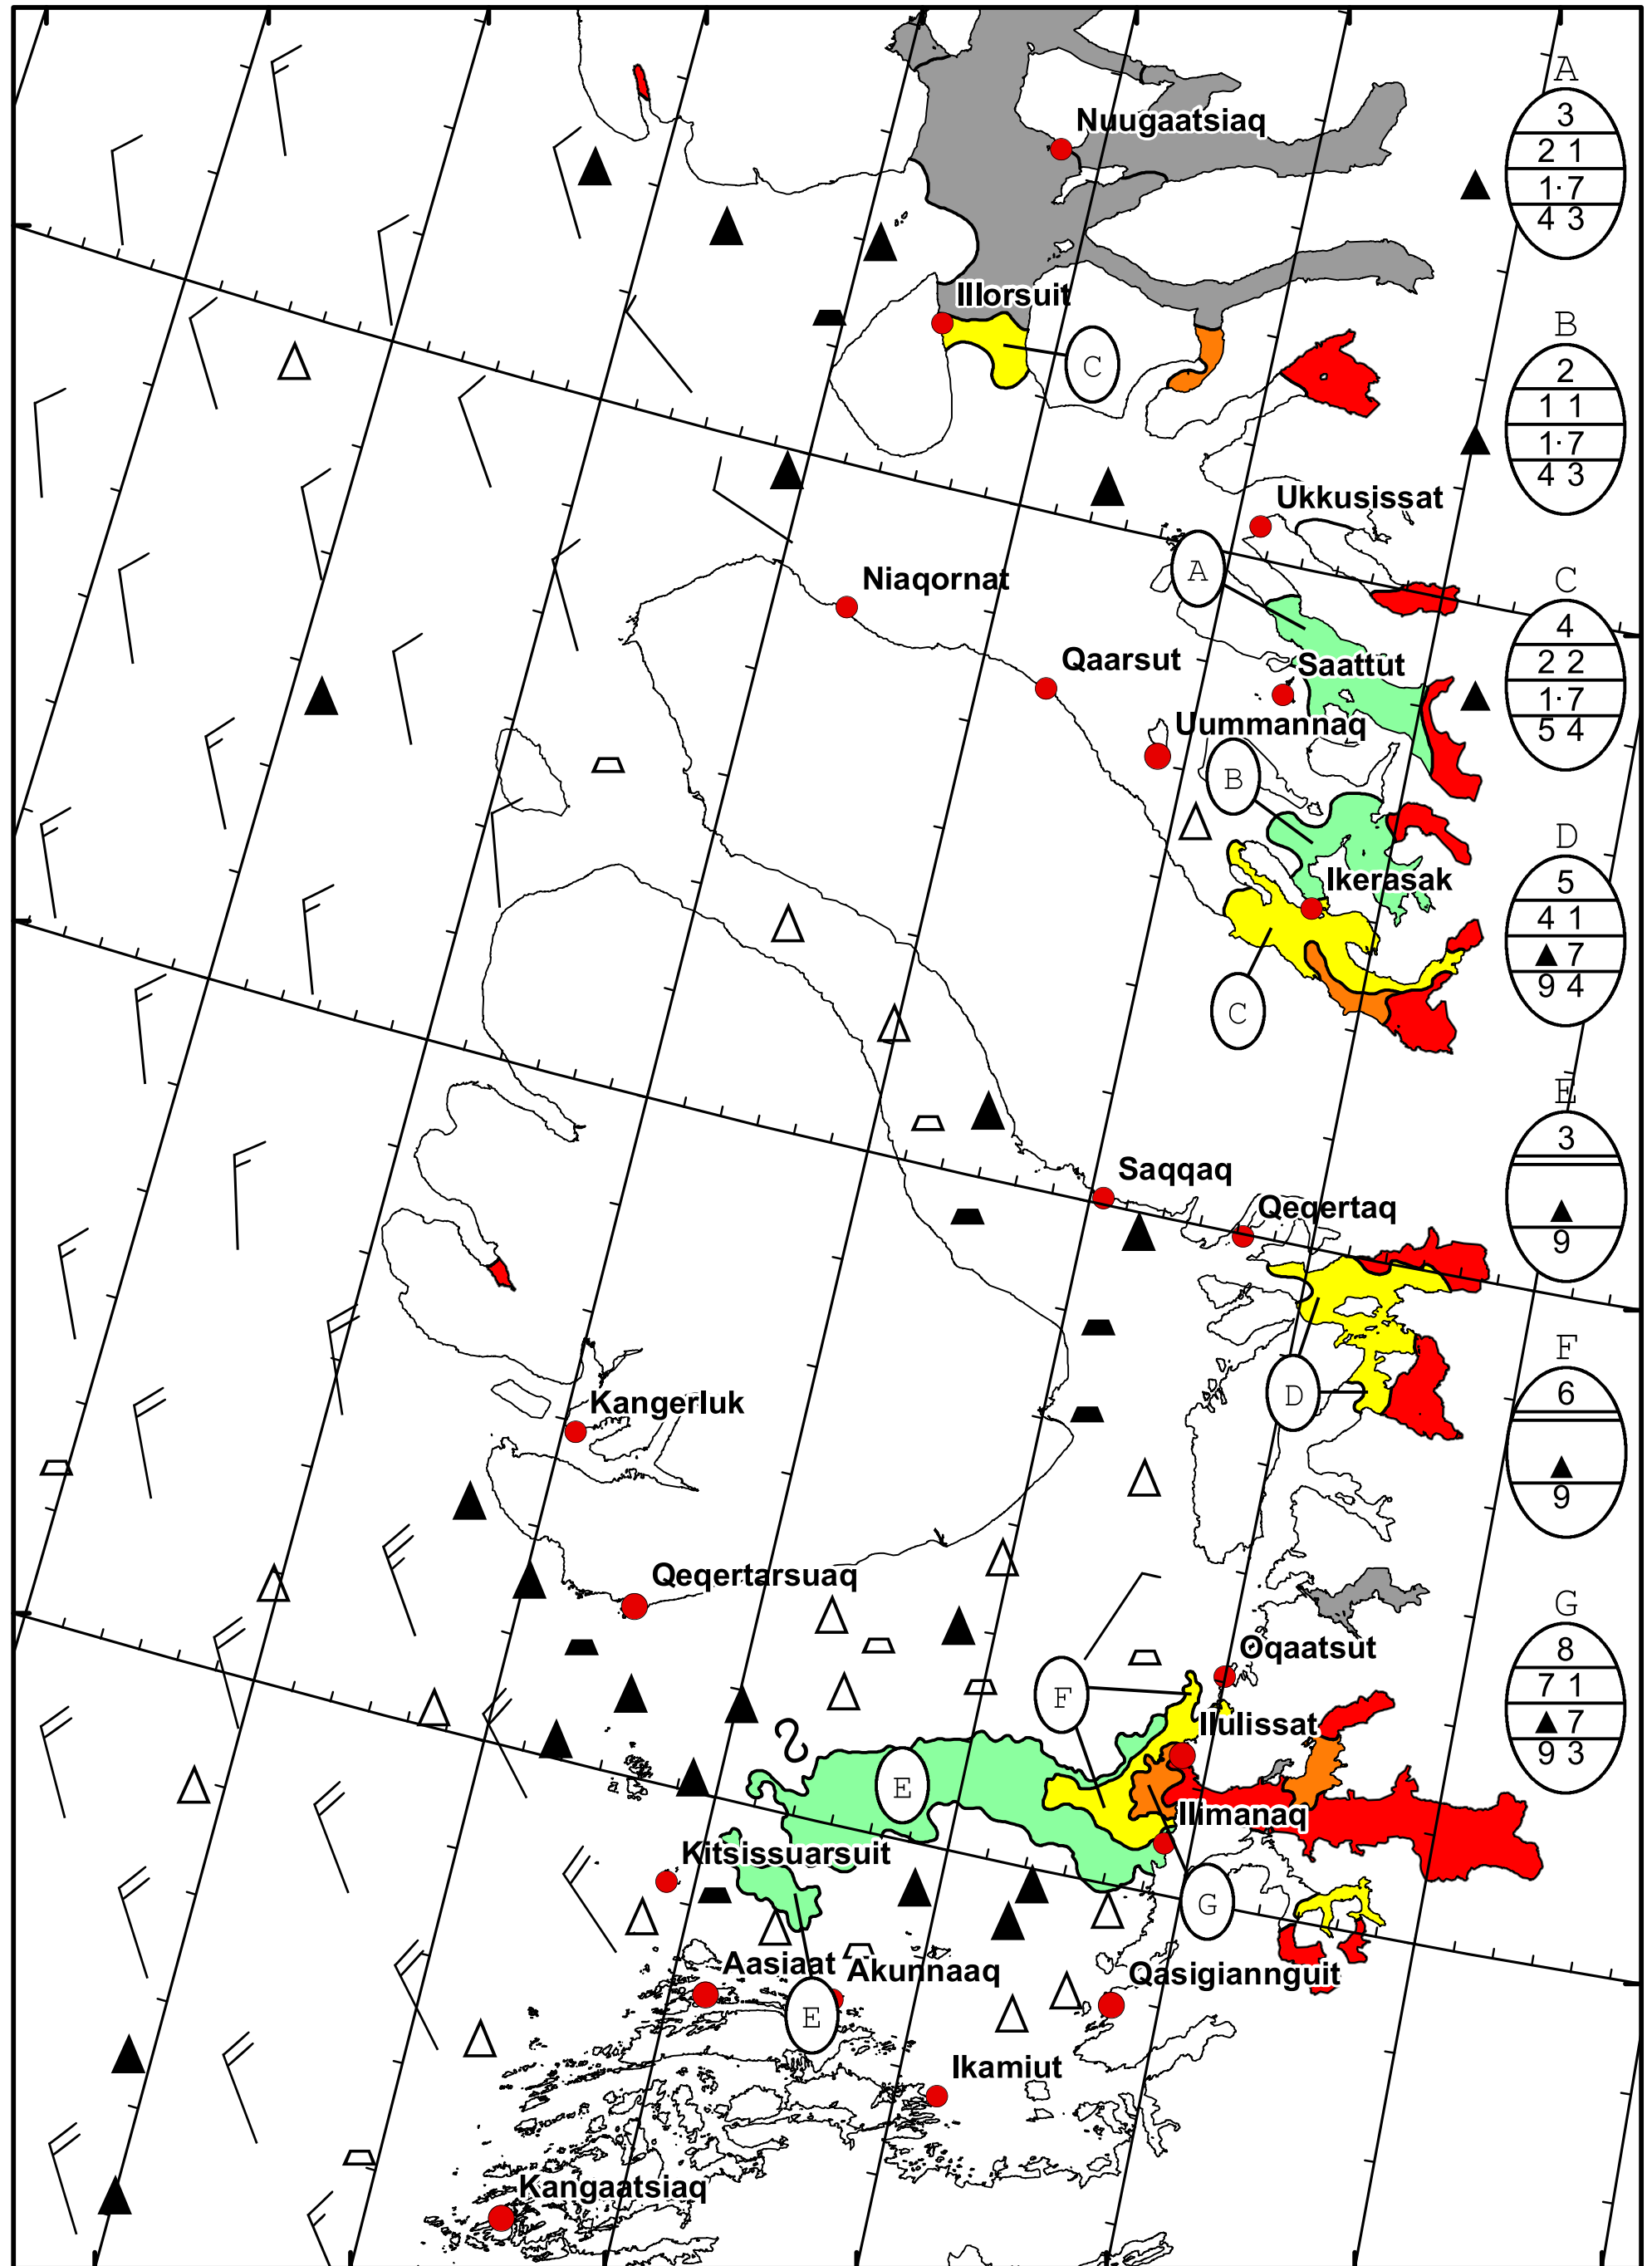 A
3
2 1
1· 7
4 3
Nuugaatsiaq
Illorsuit
C
B
2
1 1
1· 7
4 3
Ukkusissat
A
Niaqornat
C
4
2 2
1· 7
5 4
Qaarsut
Saattut
Uummannaq
B
Ikerasak
C
D
5
4 1
7
9 4
E
3
9
Saqqaq
Qeqertaq
D
F
6
9
Kangerluk
Qeqertarsuaq
G
8
7 1
7
9 3
Oqaatsut
F
Ilulissat
E
Ilimanaq
Kitsissuarsuit
G
Aasiaat
Akunnaaq
Qasigiannguit
E
Ikamiut
Kangaatsiaq